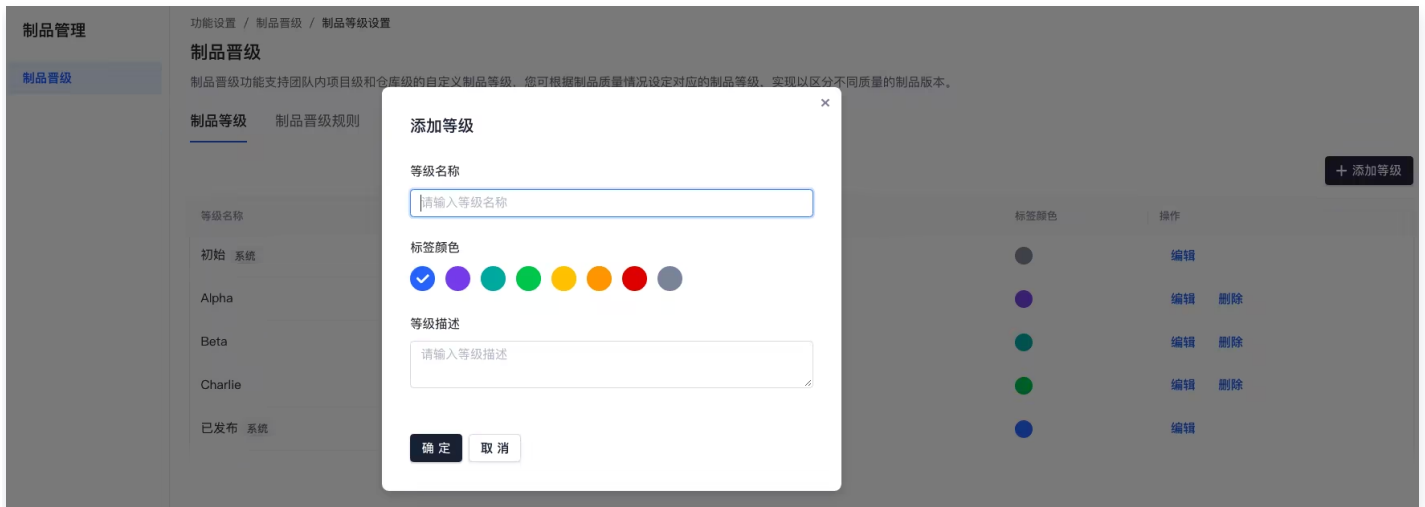 制品管理
制品晋级
功能设置 / 制品晋级 / 制品等级设置
制品晋级
制品晋级功能支持团队内项目级和仓库级的自定义制品等级，您可根据制品质量情况设定对应的制品等级，实现以区分不同质量的制品版本。
制品等级 制品晋级规则
+ 添加等级
等级名称 标签颜色 操作
初始 系统 编辑
Alpha 编辑 删除
Beta 编辑 删除
Charlie 编辑 删除
已发布 系统 编辑
添加等级
等级名称
请输入等级名称
标签颜色
等级描述
请输入等级描述
确定 取消